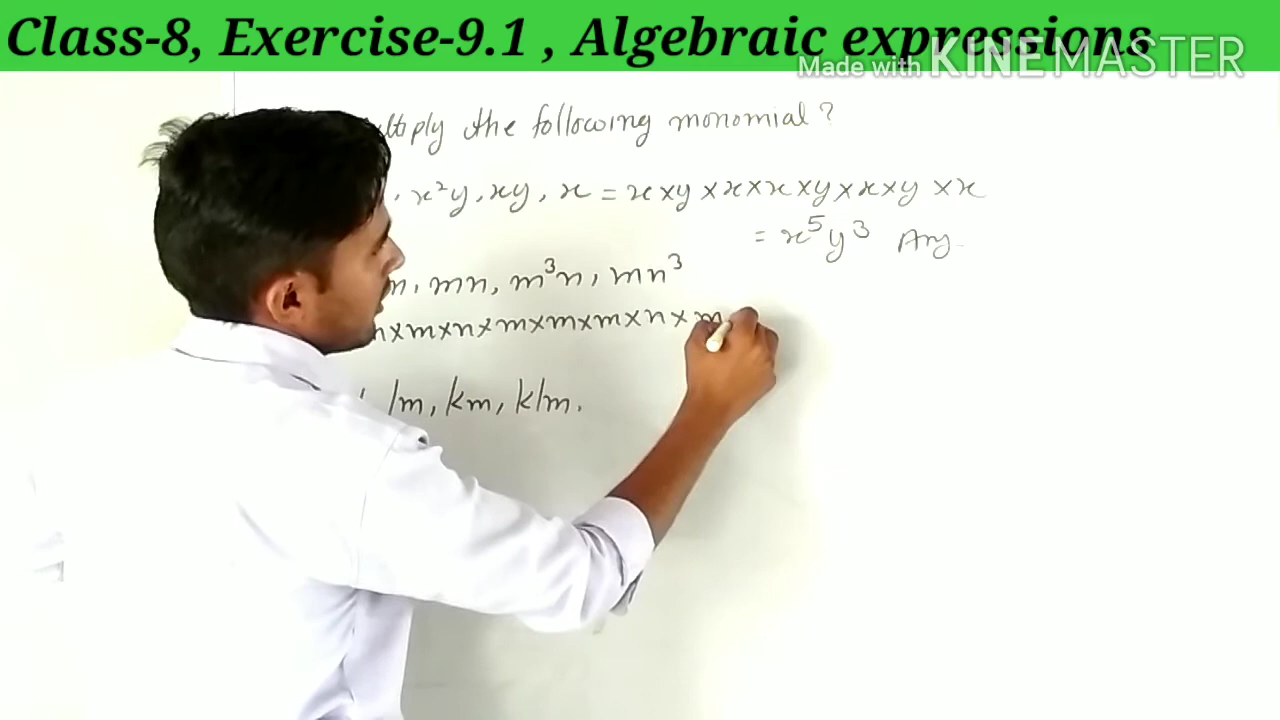 Class-8, Exercise-9.1 , Algebraic expressions
Made with KINEMASTER
the following monomial?
, x²y, xy, x = x×y×x×x×y×x×y×x
= x⁵y³ Ans
n, mn, m³n, mn³
n×m×n×m×m×m×n×m
lm, km, klm.